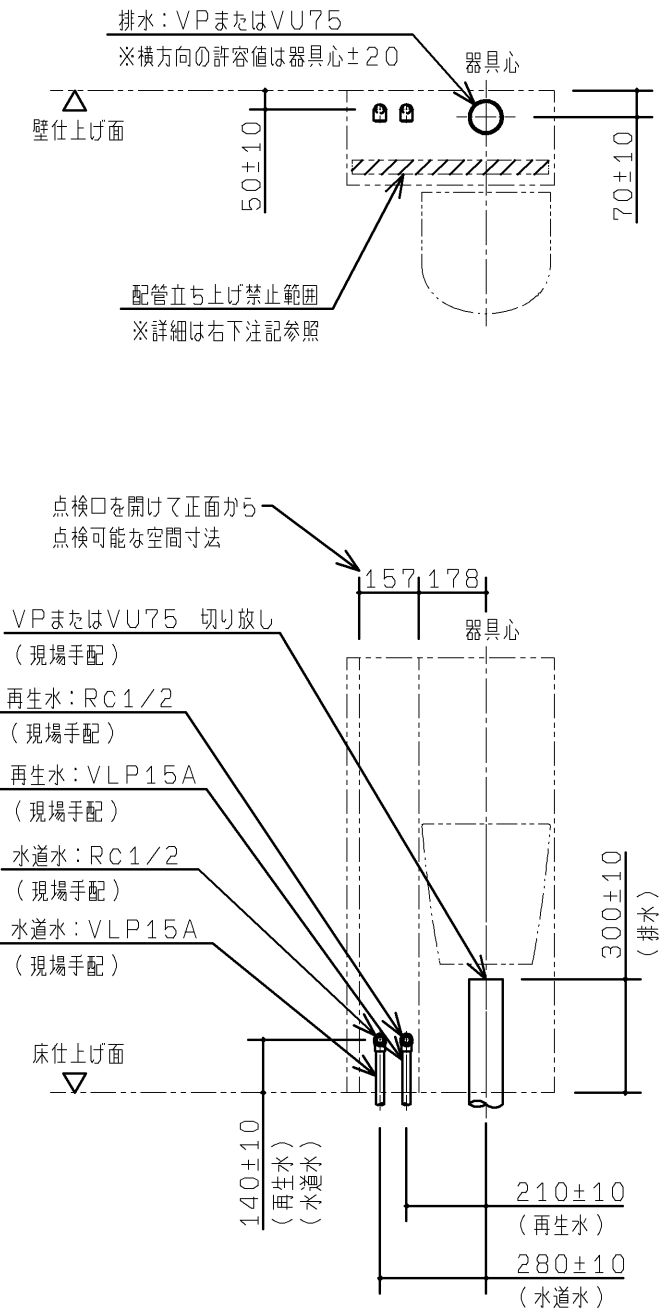 排水：VPまたはVU75
※横方向の許容値は器具心±20
器具心
壁仕上げ面
50±10
70±10
配管立ち上げ禁止範囲
※詳細は右下注記参照
点検口を開けて正面から
点検可能な空間寸法
157
178
VPまたはVU75 切り放し
（現場手配）
器具心
再生水：Rc1/2
（現場手配）
再生水：VLP15A
（現場手配）
水道水：Rc1/2
（現場手配）
水道水：VLP15A
（現場手配）
300±10
（排水）
床仕上げ面
140±10
（再生水）
（水道水）
210±10
（再生水）
280±10
（水道水）